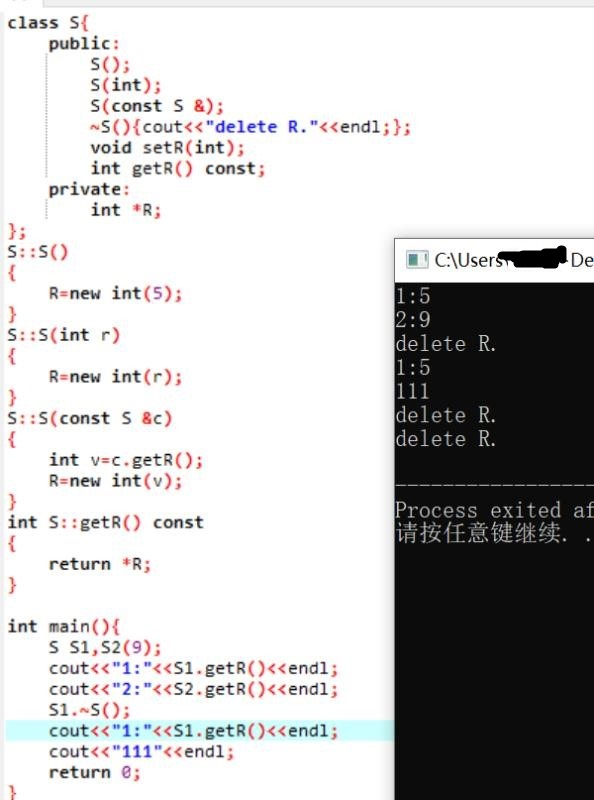 class S{
public:
S();
S(int);
S(const S &);
~S(){cout<<"delete R."<<endl;};
void setR(int);
int getR() const;
private:
int *R;
};
S::S()
{
R=new int(5);
}
S::S(int r)
{
R=new int(r);
}
S::S(const S &c)
{
int v=c.getR();
R=new int(v);
}
int S::getR() const
{
return *R;
}
int main(){
S S1,S2(9);
cout<<"1:"<<S1.getR()<<endl;
cout<<"2:"<<S2.getR()<<endl;
S1.~S();
cout<<"1:"<<S1.getR()<<endl;
cout<<"111"<<endl;
return 0;
}
C:\Users De
1:5
2:9
delete R.
1:5
111
delete R.
delete R.
--------------------
Process exited af
请按任意键继续. .